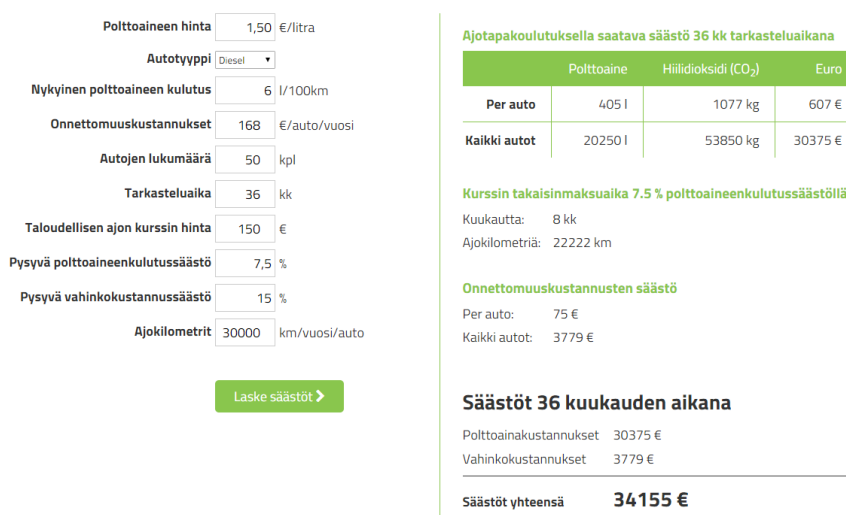 Polttoaineen hinta 1,50 €/litra
Autotyyppi Diesel
Nykyinen polttoaineen kulutus 6 l/100km
Onnettomuuskustannukset 168 €/auto/vuosi
Autojen lukumäärä 50 kpl
Tarkasteluaika 36 kk
Taloudellisen ajon kurssin hinta 150 €
Pysyvä polttoaineenkulutussäästö 7,5 %
Pysyvä vahinkokustannussäästö 15 %
Ajokilometrit 30000 km/vuosi/auto
Laske säästöt
Ajotapakoulutuksella saatava säästö 36 kk tarkasteluaikana
Polttoaine Hiilidioksidi (CO₂) Euro
Per auto 405 l 1077 kg 607 €
Kaikki autot 20250 l 53850 kg 30375 €
Kurssin takaisinmaksuaika 7.5 % polttoaineenkulutussäästöllä
Kuukautta: 8 kk
Ajokilometriä: 22222 km
Onnettomuuskustannusten säästö
Per auto: 75 €
Kaikki autot: 3779 €
Säästöt 36 kuukauden aikana
Polttoainakustannukset 30375 €
Vahinkokustannukset 3779 €
Säästöt yhteensä 34155 €